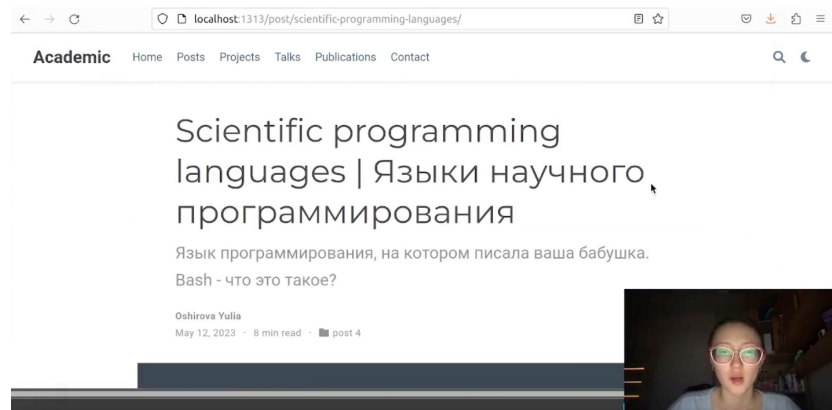 localhost:1313/post/scientific-programming-languages/
Academic Home Posts Projects Talks Publications Contact
Scientific programming
languages | Языки научного
программирования
Язык программирования, на котором писала ваша бабушка.
Bash - что это такое?
Oshirova Yulia
May 12, 2023 · 8 min read · post 4